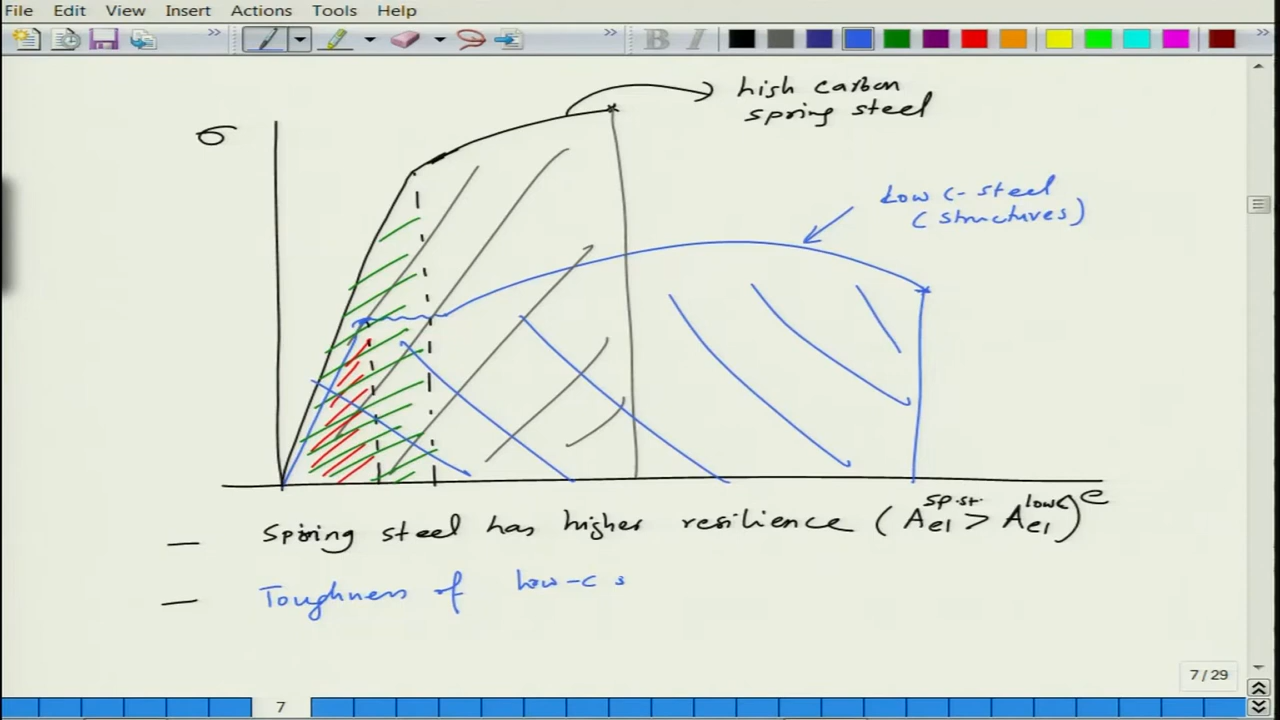 File Edit View Insert Actions Tools Help
B I
high carbon
spring steel
σ
Low C-steel
(structures)
e
— Spring steel has higher resilience (A_el^sp.st. > A_el^low C)
— Toughness of low-C s
7 / 29
7